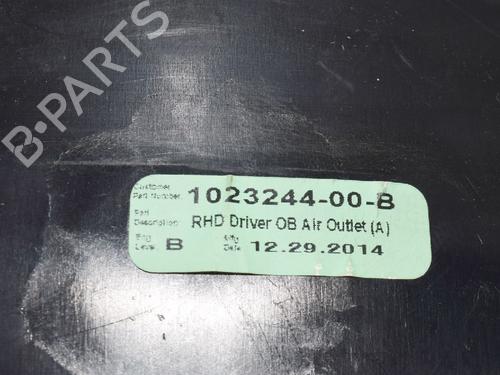 B-PARTS
Customer
Part Number 1023244-00-B
Part
Description RHD Driver OB Air Outlet (A)
Eng
Level B Mfg
Date 12.29.2014